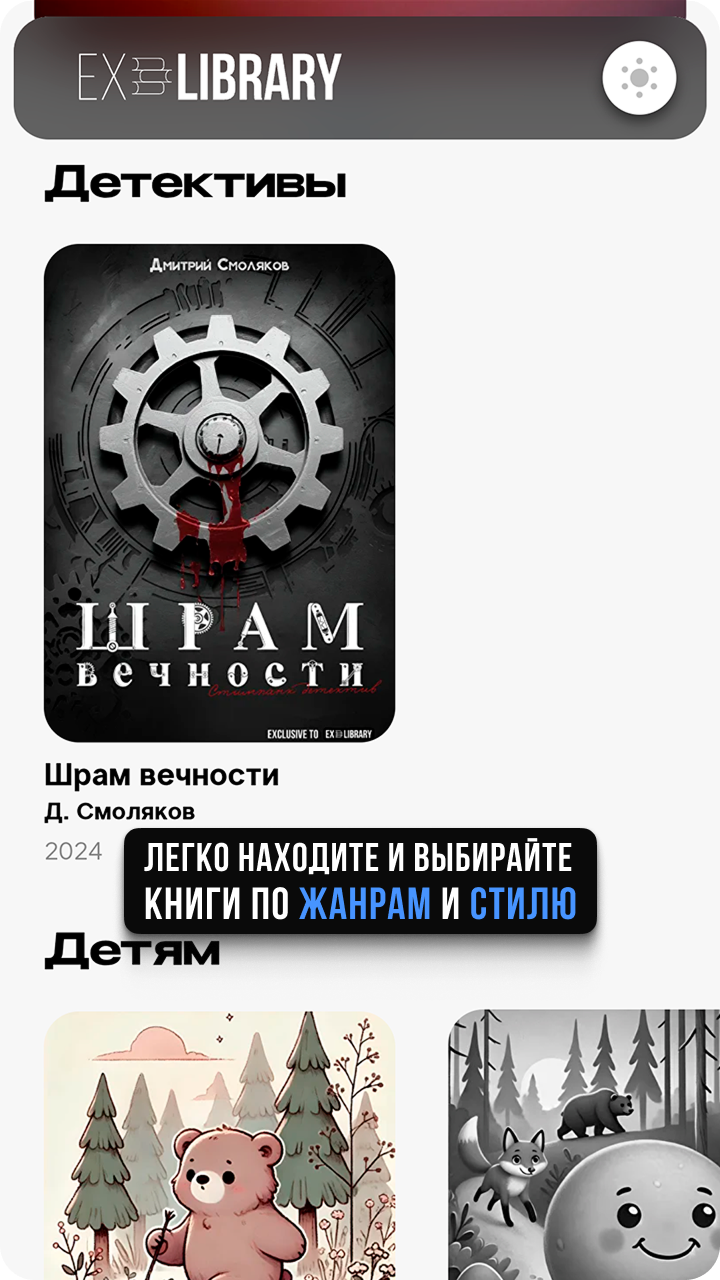 EX LIBRARY
Детективы
Дмитрий Смоляков
ШРАМ
вечности
Стимпанк детектив
EXCLUSIVE TO EX LIBRARY
Шрам вечности
Д. Смоляков
2024
ЛЕГКО НАХОДИТЕ И ВЫБИРАЙТЕ
КНИГИ ПО ЖАНРАМ И СТИЛЮ
Детям